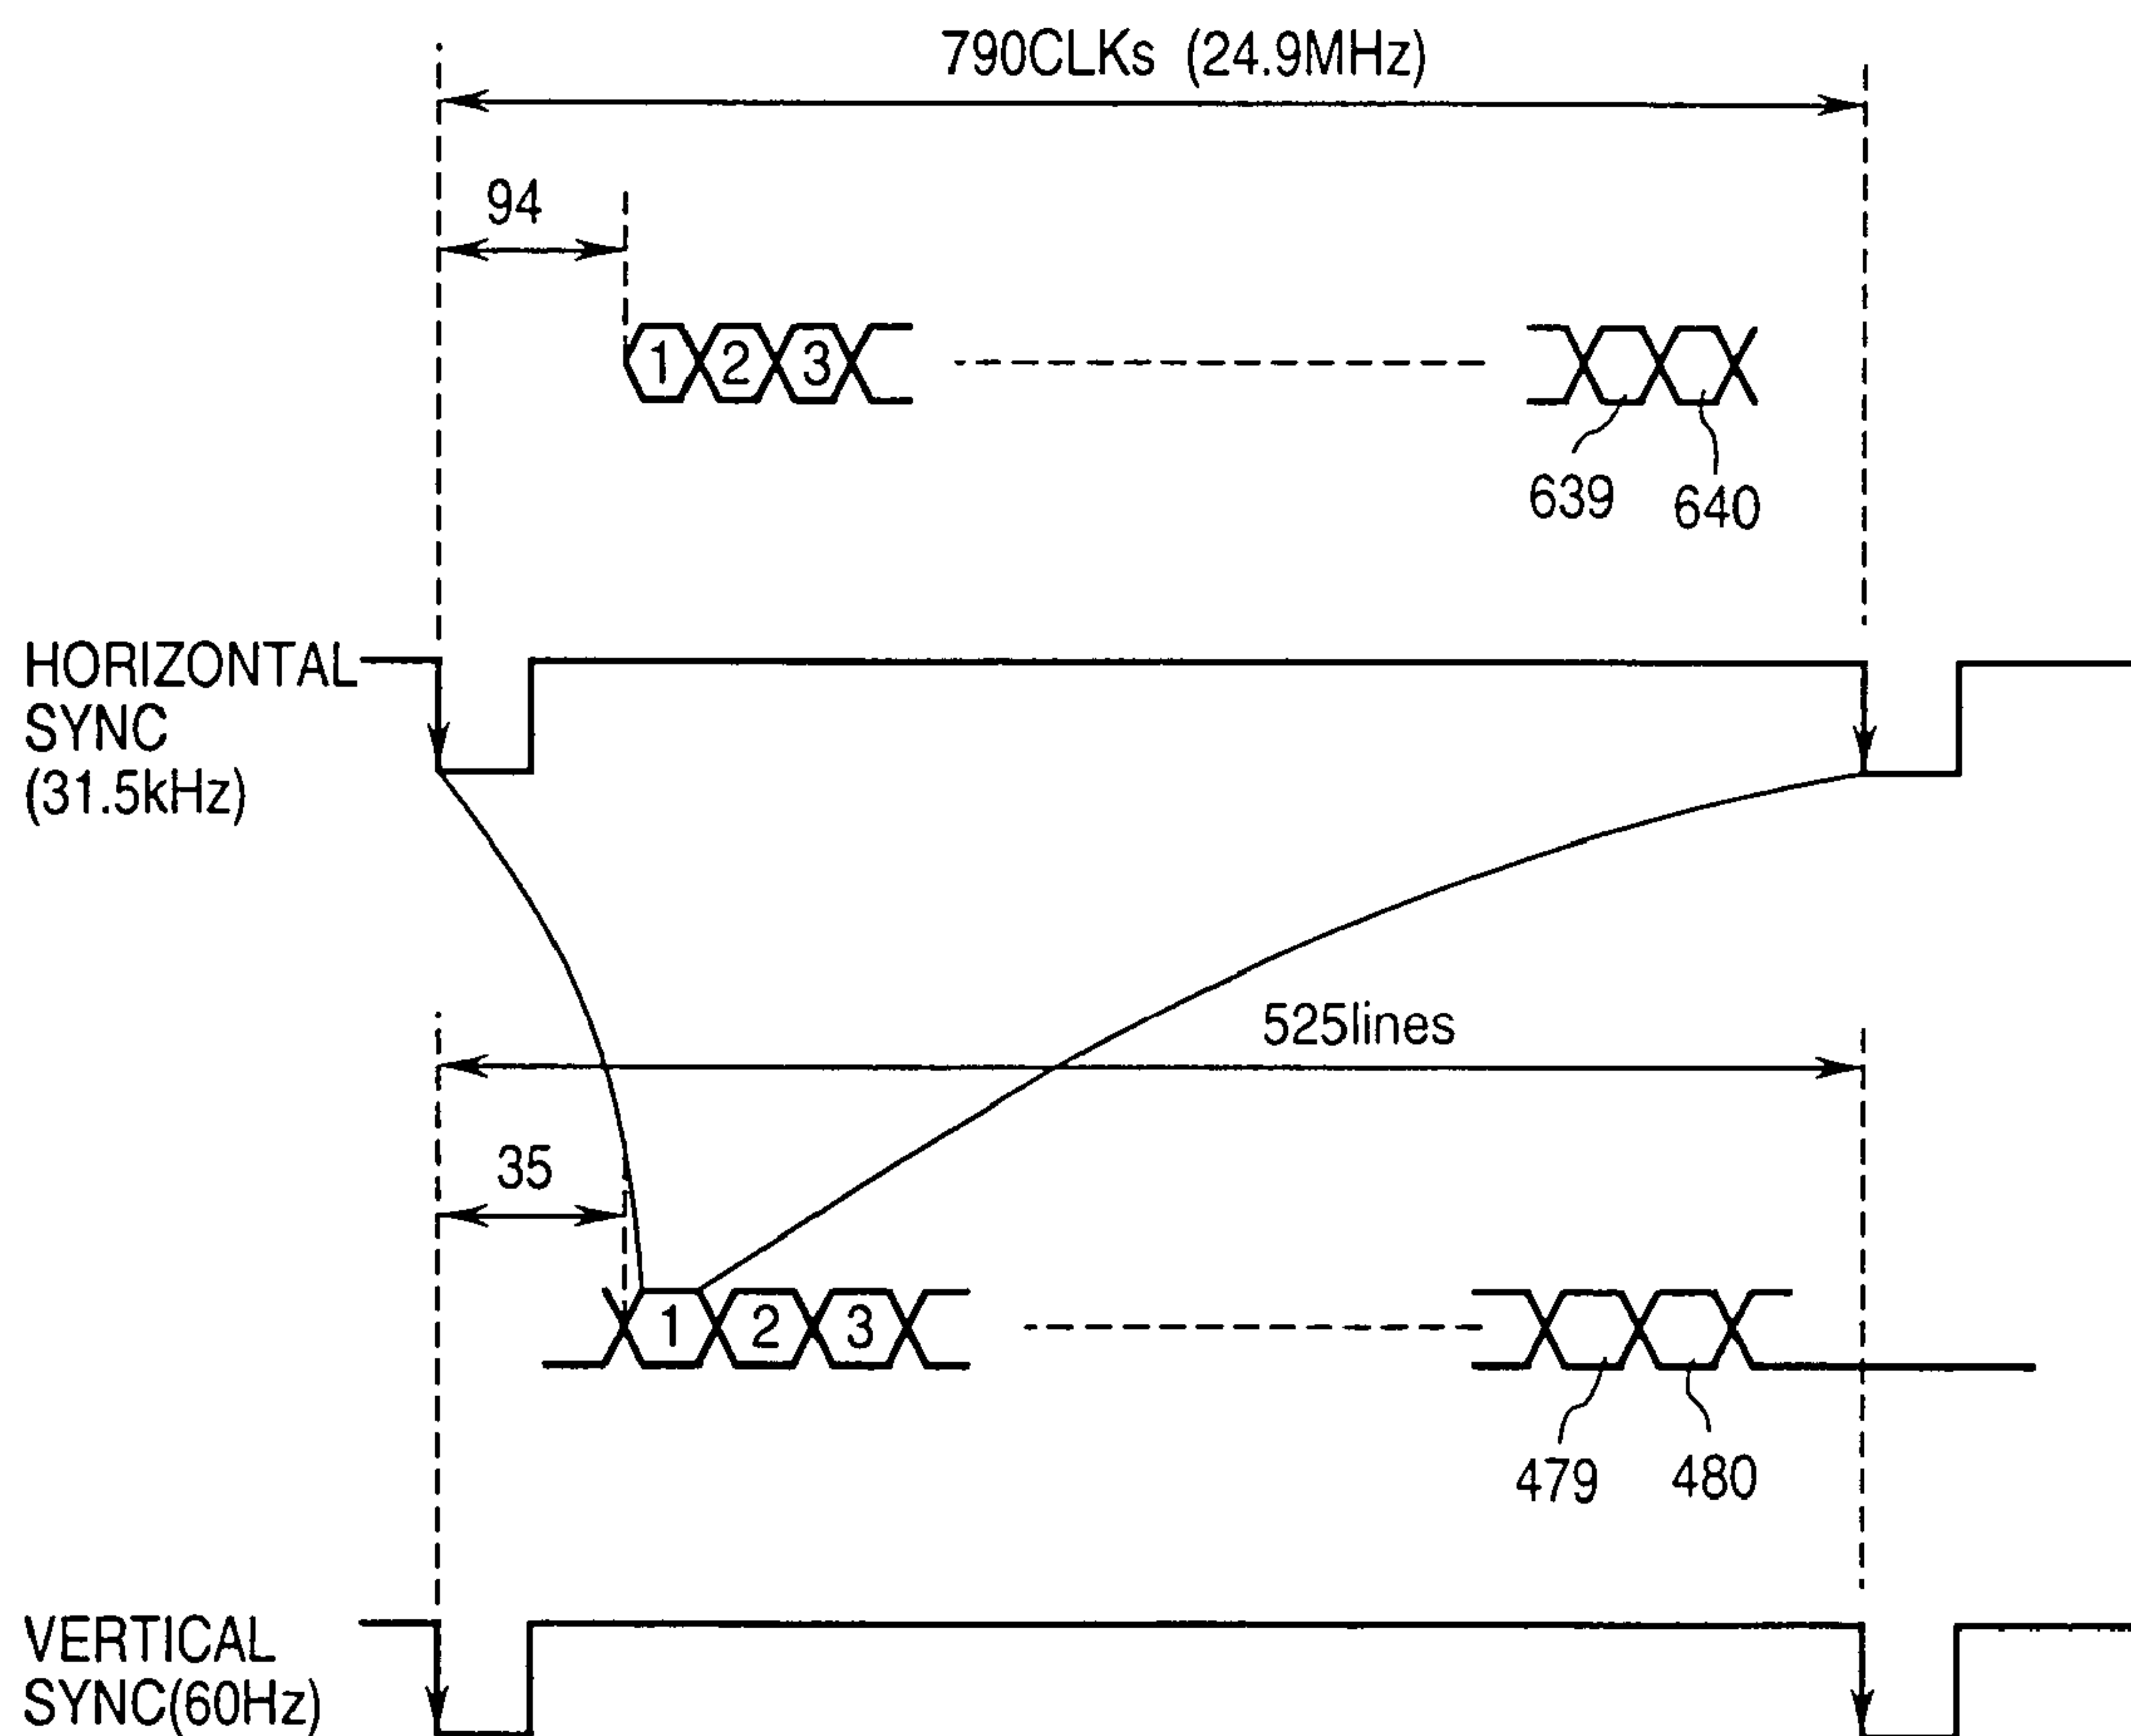 790CLKs (24.9MHz)
94
1 2 3
639 640
HORIZONTAL
SYNC
(31.5kHz)
525lines
35
1 2 3
479 480
VERTICAL
SYNC(60Hz)